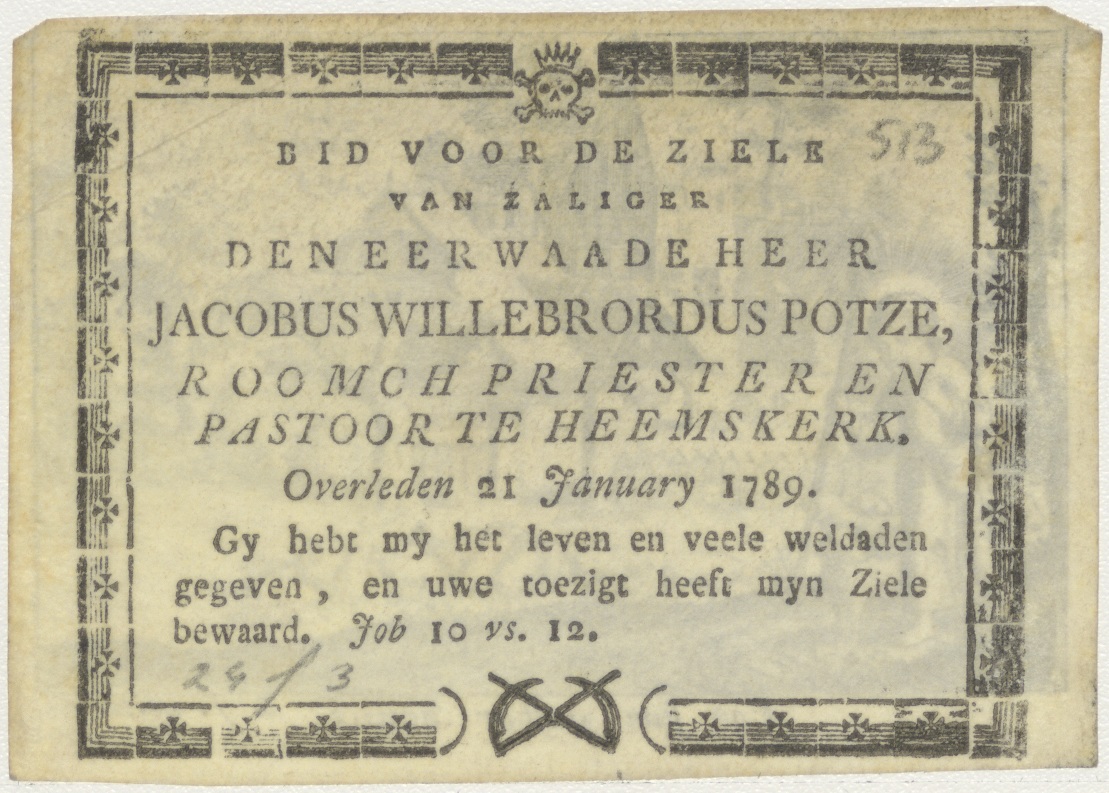 BID VOOR DE ZIELE 513
VAN ZALIGER
DEN EERWAADE HEER
JACOBUS WILLEBRORDUS POTZE,
ROOMCH PRIESTER EN
PASTOOR TE HEEMSKERK.
Overleden 21 January 1789.
Gy hebt my het leven en veele weldaden
gegeven, en uwe toezigt heeft myn Ziele
bewaard. Job 10 vs. 12.
24/3